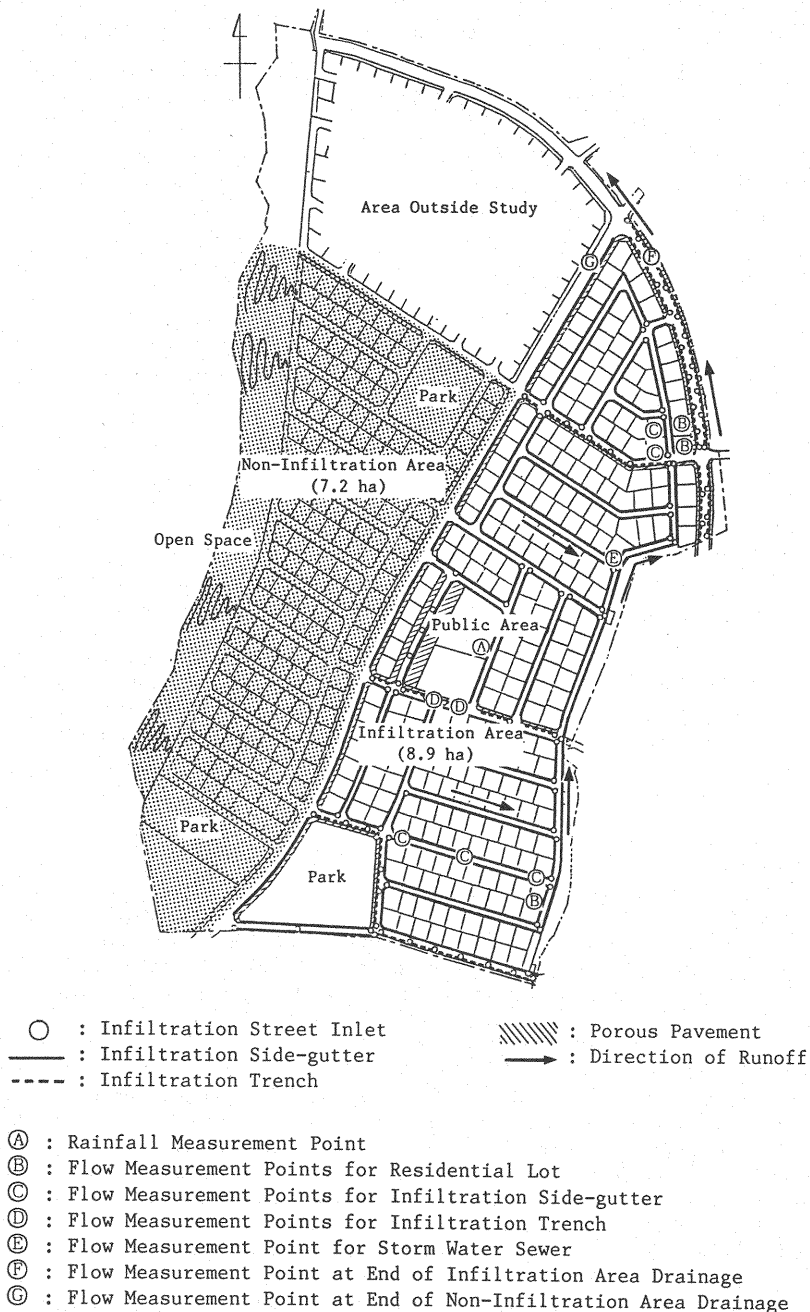 Area Outside Study
G
F
Park
C
B
C
B
Non-Infiltration Area
(7.2 ha)
Open Space
E
Public Area
A
D D
Infiltration Area
(8.9 ha)
Park
C
C
Park
C
B
○ : Infiltration Street Inlet
: Infiltration Side-gutter
: Infiltration Trench
: Porous Pavement
: Direction of Runoff
Ⓐ : Rainfall Measurement Point
Ⓑ : Flow Measurement Points for Residential Lot
Ⓒ : Flow Measurement Points for Infiltration Side-gutter
Ⓓ : Flow Measurement Points for Infiltration Trench
Ⓔ : Flow Measurement Point for Storm Water Sewer
Ⓕ : Flow Measurement Point at End of Infiltration Area Drainage
Ⓖ : Flow Measurement Point at End of Non-Infiltration Area Drainage